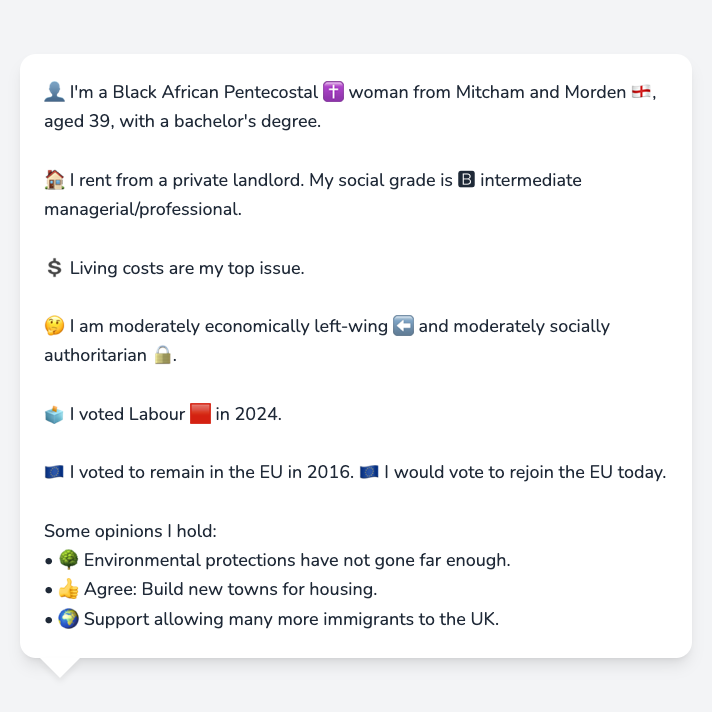 👤 I'm a Black African Pentecostal ✝️ woman from Mitcham and Morden 🏴󠁧󠁢󠁥󠁮󠁧󠁿,
aged 39, with a bachelor's degree.
🏠 I rent from a private landlord. My social grade is 🅱 intermediate
managerial/professional.
💲 Living costs are my top issue.
🤔 I am moderately economically left-wing ⬅️ and moderately socially
authoritarian 🔒.
🗳️ I voted Labour 🟥 in 2024.
🇪🇺 I voted to remain in the EU in 2016. 🇪🇺 I would vote to rejoin the EU today.
Some opinions I hold:
• 🌳 Environmental protections have not gone far enough.
• 👍 Agree: Build new towns for housing.
• 🌍 Support allowing many more immigrants to the UK.